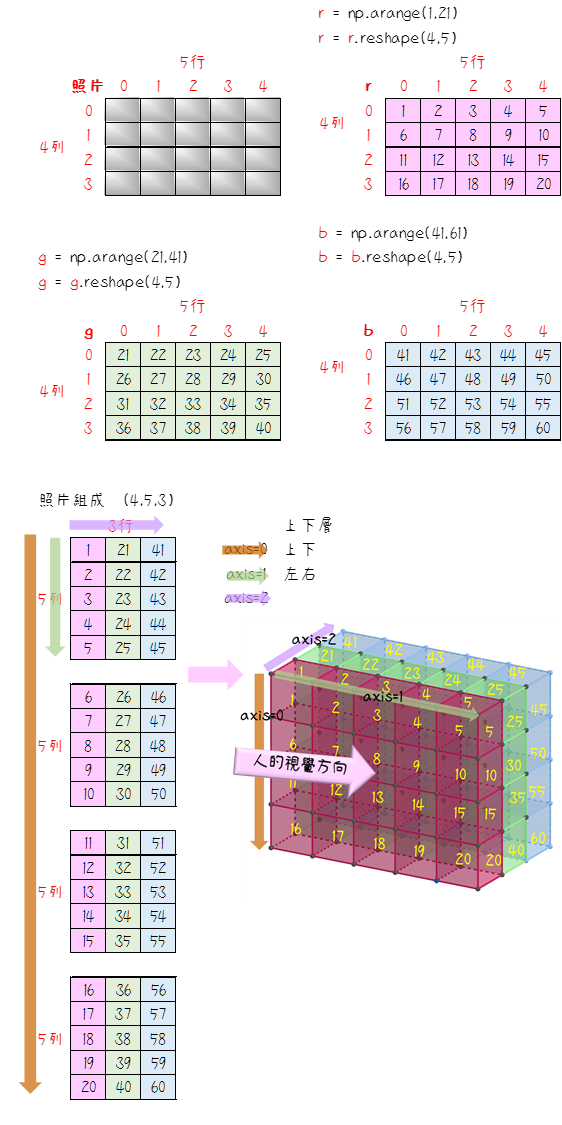 r = np.arange(1,21)
r = r.reshape(4,5)
5行
照片 0 1 2 3 4
0
1
4列
2
3
5行
r 0 1 2 3 4
0 1 2 3 4 5
4列
1 6 7 8 9 10
2 11 12 13 14 15
3 16 17 18 19 20
g = np.arange(21,41)
g = g.reshape(4,5)
5行
g 0 1 2 3 4
0 21 22 23 24 25
1 26 27 28 29 30
4列
2 31 32 33 34 35
3 36 37 38 39 40
b = np.arange(41,61)
b = b.reshape(4,5)
5行
b 0 1 2 3 4
0 41 42 43 44 45
4列
1 46 47 48 49 50
2 51 52 53 54 55
3 56 57 58 59 60
照片組成 (4,5,3)
3行
1 21 41
2 22 42
5列 3 23 43
4 24 44
5 25 45
6 26 46
7 27 47
5列 8 28 48
9 29 49
10 30 50
11 31 51
12 32 52
5列 13 33 53
14 34 54
15 35 55
16 36 56
17 37 57
5列 18 38 58
19 39 59
20 40 60
上下層
axis=0 上下
axis=1 左右
axis=2
axis=2
41 42 43 44 45
21 22 23 24 25
1 2 3 4 5
axis=1
axis=0
1 2 3 4 5 5 25 45
6 7 8 9 10 10 30 50
人的視覺方向
11 12 13 14 15 15 35 55
16 17 18 19 20 20 40 60